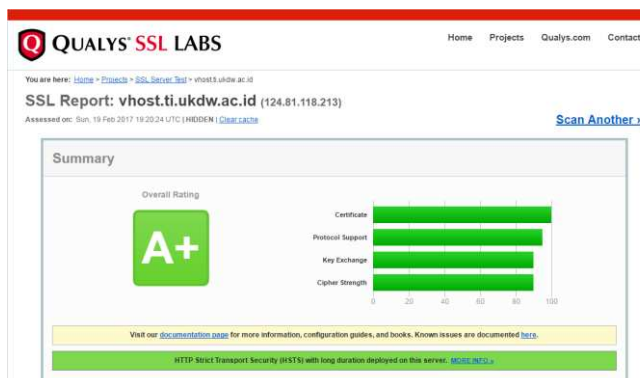 QUALYS® SSL LABS
Home Projects Qualys.com Contact
You are here: Home > Projects > SSL Server Test > vhost.ti.ukdw.ac.id
SSL Report: vhost.ti.ukdw.ac.id (124.81.118.213)
Assessed on: Sun, 19 Feb 2017 19:20:24 UTC | HIDDEN | Clear cache
Scan Another »
Summary
Overall Rating
A+
Certificate
Protocol Support
Key Exchange
Cipher Strength
0 20 40 60 80 100
Visit our documentation page for more information, configuration guides, and books. Known issues are documented here.
HTTP Strict Transport Security (HSTS) with long duration deployed on this server. MORE INFO »